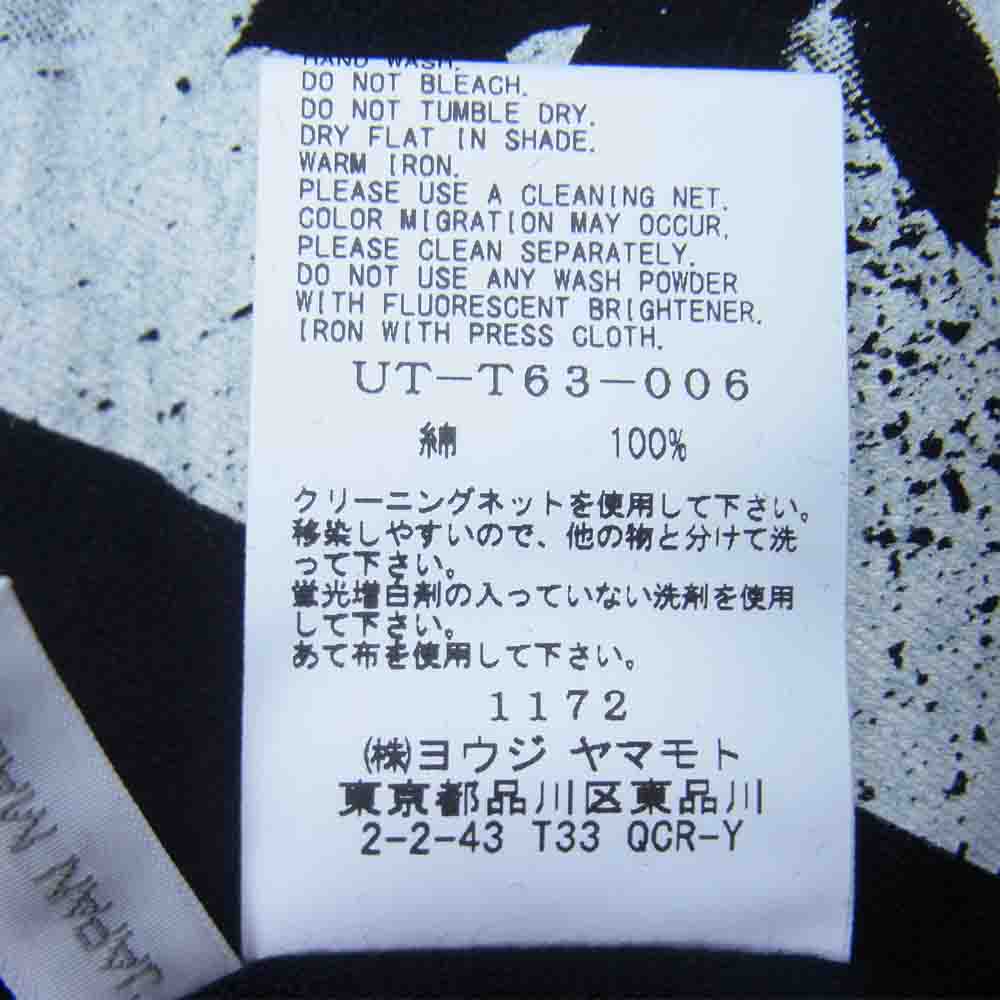 HAND WASH.
DO NOT BLEACH.
DO NOT TUMBLE DRY.
DRY FLAT IN SHADE.
WARM IRON.
PLEASE USE A CLEANING NET.
COLOR MIGRATION MAY OCCUR.
PLEASE CLEAN SEPARATELY.
DO NOT USE ANY WASH POWDER
WITH FLUORESCENT BRIGHTENER.
IRON WITH PRESS CLOTH.
UT-T63-006
綿 100%
クリーニングネットを使用して下さい。
移染しやすいので、他の物と分けて洗
って下さい。
蛍光増白剤の入っていない洗剤を使用
して下さい。
あて布を使用して下さい。
1172
(株)ヨウジ ヤマモト
東京都品川区東品川
2-2-43 T33 QCR-Y